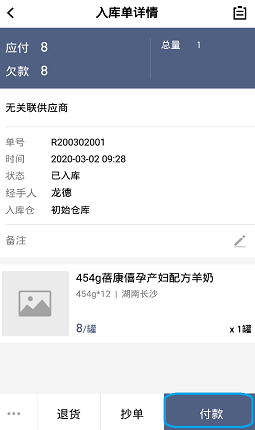 入库单详情
应付 8
总量 1
欠款 8
无关联供应商
单号 R200302001
时间 2020-03-02 09:28
状态 已入库
经手人 龙德
入库仓 初始仓库
备注
454g蓓康僖孕产妇配方羊奶
454g*12 | 湖南长沙
8/罐 x 1罐
退货 抄单 付款